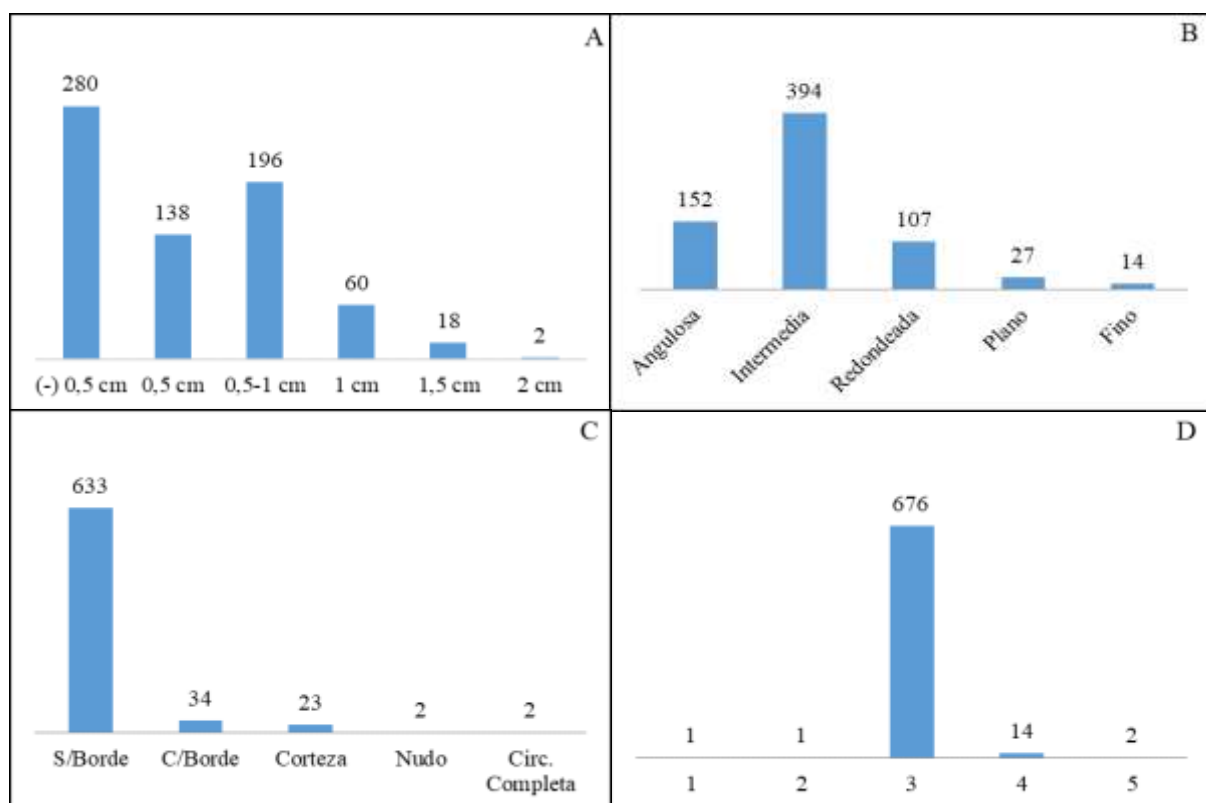 A
280
138
196
60
18
2
(-) 0,5 cm 0,5 cm 0,5-1 cm 1 cm 1,5 cm 2 cm
B
152
394
107
27
14
Angulosa
Intermedia
Redondeada
Plano
Fino
C
633
34
23
2
2
S/Borde C/Borde Corteza Nudo Circ.
Completa
D
1
1
676
14
2
1 2 3 4 5